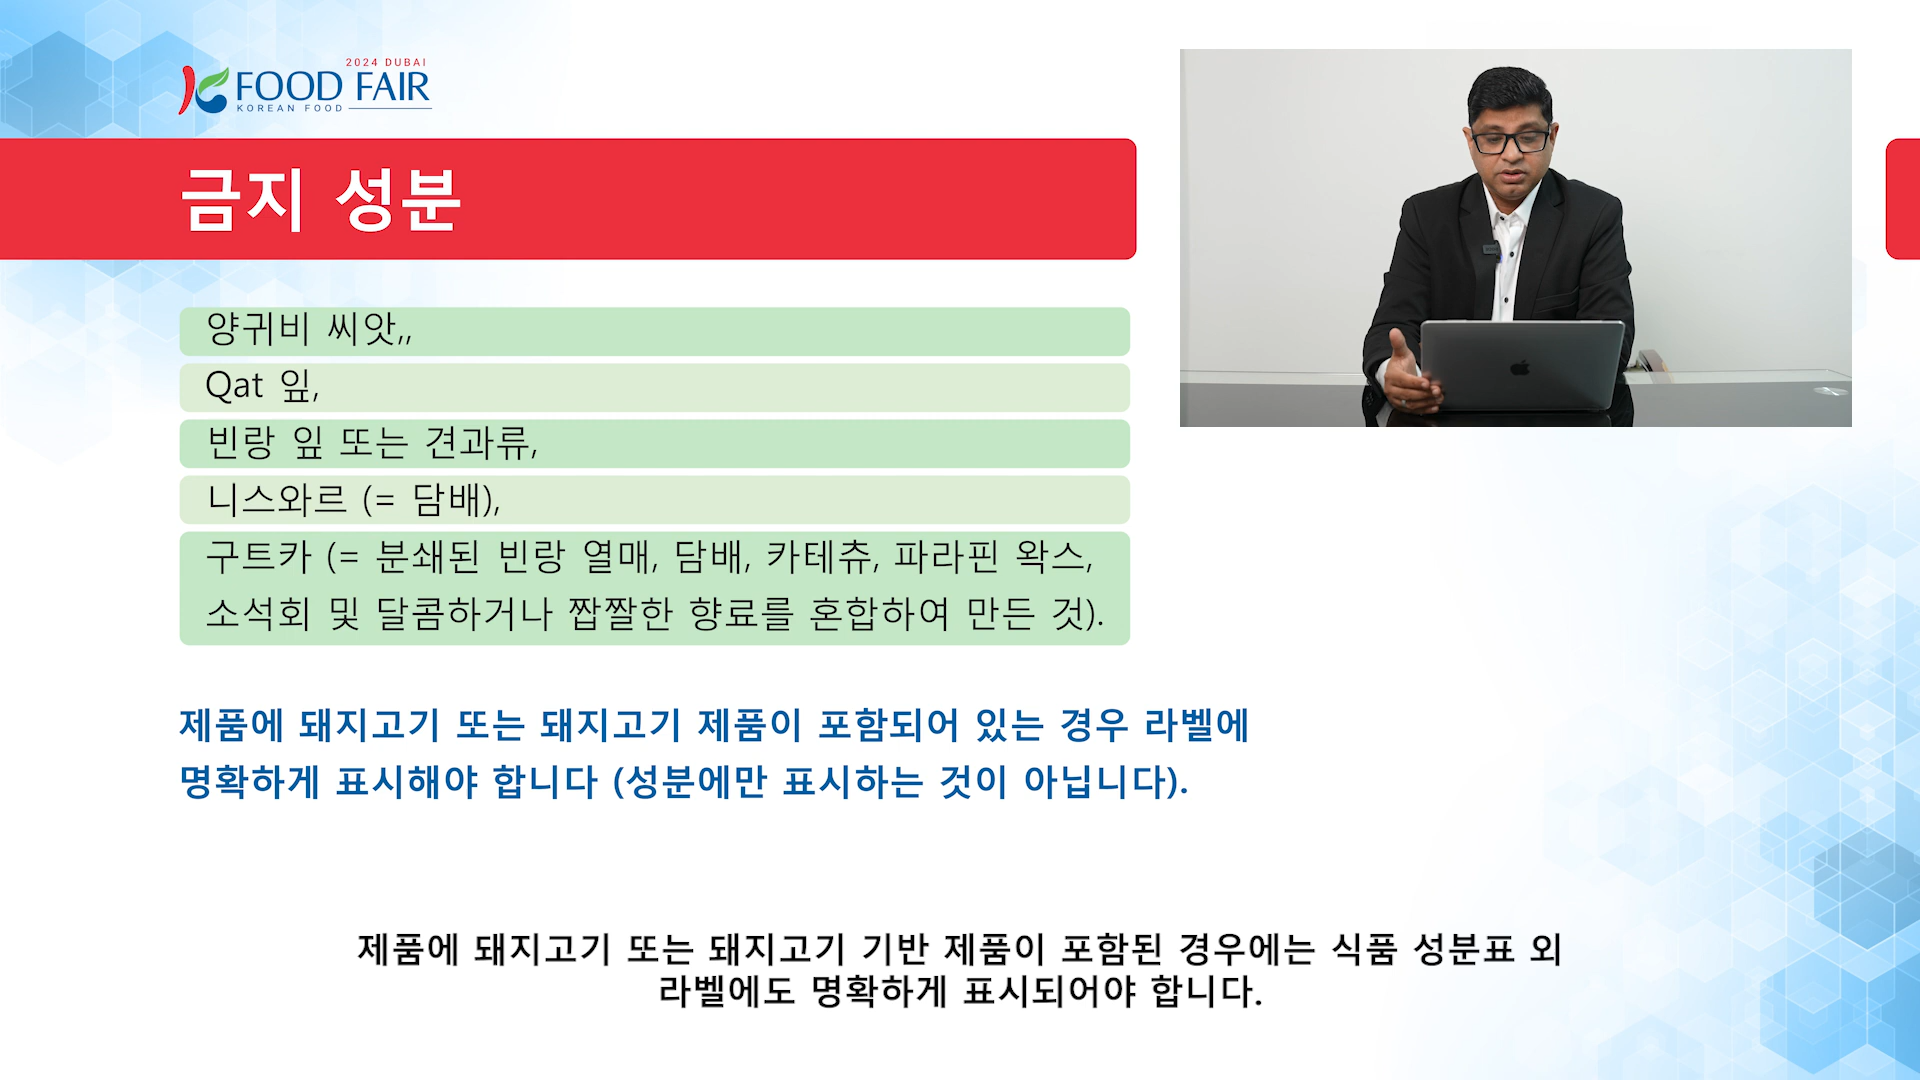 2024 DUBAI
FOOD FAIR
KOREAN FOOD
금지 성분
양귀비 씨앗,,
Qat 잎,
빈랑 잎 또는 견과류,
니스와르 (= 담배),
구트카 (= 분쇄된 빈랑 열매, 담배, 카테츄, 파라핀 왁스,
소석회 및 달콤하거나 짭짤한 향료를 혼합하여 만든 것).
제품에 돼지고기 또는 돼지고기 제품이 포함되어 있는 경우 라벨에
명확하게 표시해야 합니다 (성분에만 표시하는 것이 아닙니다).
제품에 돼지고기 또는 돼지고기 기반 제품이 포함된 경우에는 식품 성분표 외
라벨에도 명확하게 표시되어야 합니다.